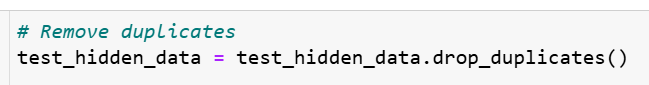 # Remove duplicates
test_hidden_data = test_hidden_data.drop_duplicates()